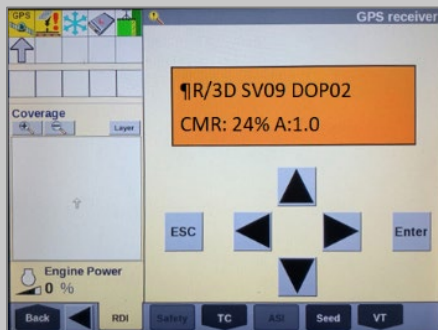 GPS
GPS receiver
Coverage
Layer
¶R/3D SV09 DOP02
CMR: 24% A:1.0
ESC
Enter
Engine Power
0 %
Back
RDI
Safety
TC
ASI
Seed
VT